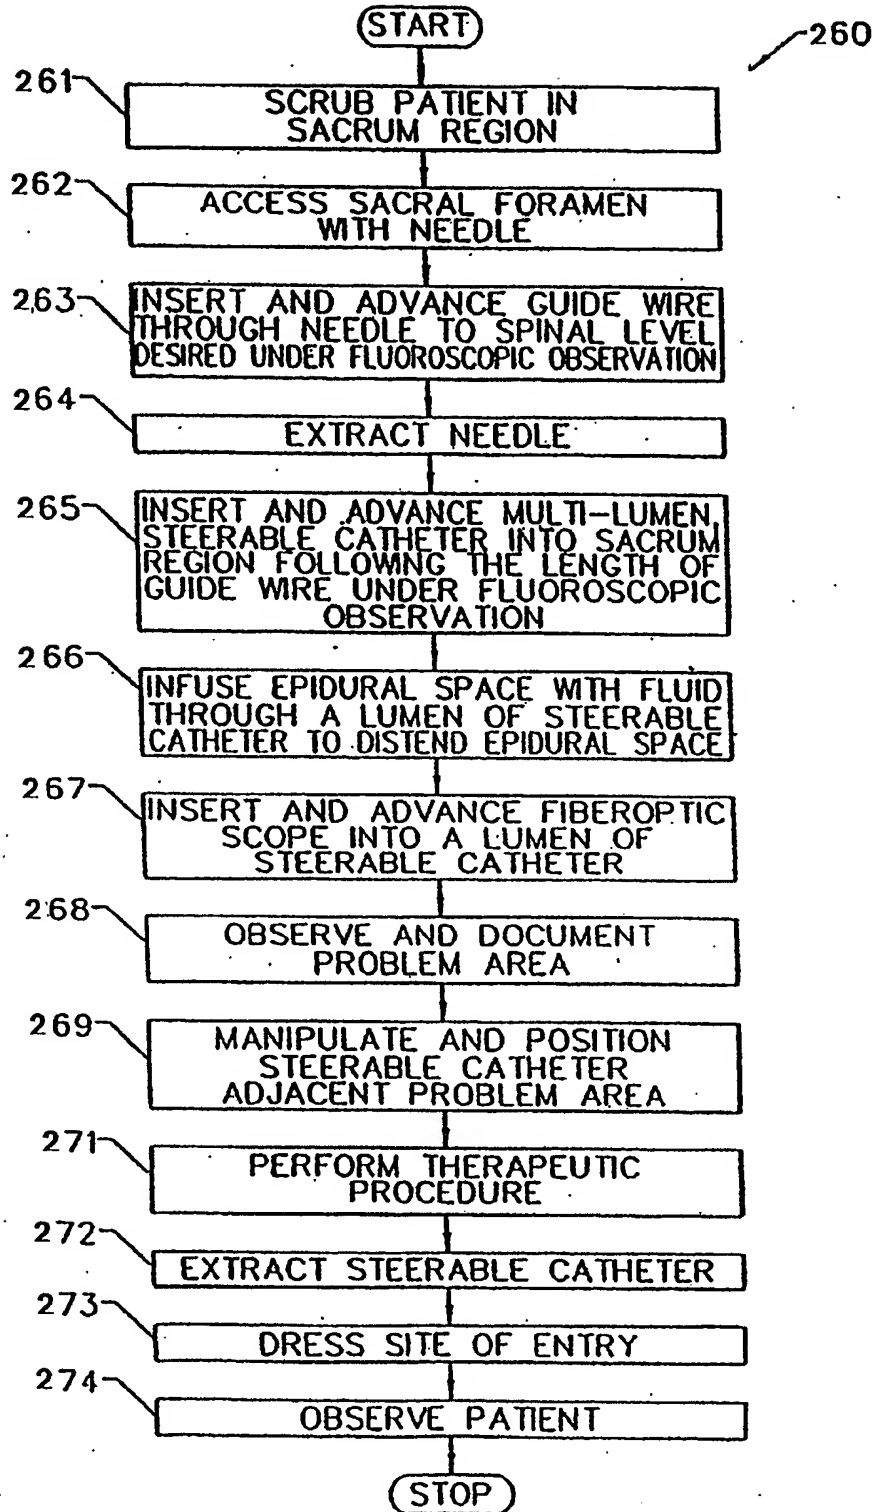 START
260
261
SCRUB PATIENT IN
SACRUM REGION
262
ACCESS SACRAL FORAMEN
WITH NEEDLE
263
INSERT AND ADVANCE GUIDE WIRE
THROUGH NEEDLE TO SPINAL LEVEL
DESIRED UNDER FLUOROSCOPIC OBSERVATION
264
EXTRACT NEEDLE
265
INSERT AND ADVANCE MULTI-LUMEN,
STEERABLE CATHETER INTO SACRUM
REGION FOLLOWING THE LENGTH OF
GUIDE WIRE UNDER FLUOROSCOPIC
OBSERVATION
266
INFUSE EPIDURAL SPACE WITH FLUID
THROUGH A LUMEN OF STEERABLE
CATHETER TO DISTEND EPIDURAL SPACE
267
INSERT AND ADVANCE FIBEROPTIC
SCOPE INTO A LUMEN OF
STEERABLE CATHETER
268
OBSERVE AND DOCUMENT
PROBLEM AREA
269
MANIPULATE AND POSITION
STEERABLE CATHETER
ADJACENT PROBLEM AREA
271
PERFORM THERAPEUTIC
PROCEDURE
272
EXTRACT STEERABLE CATHETER
273
DRESS SITE OF ENTRY
274
OBSERVE PATIENT
STOP